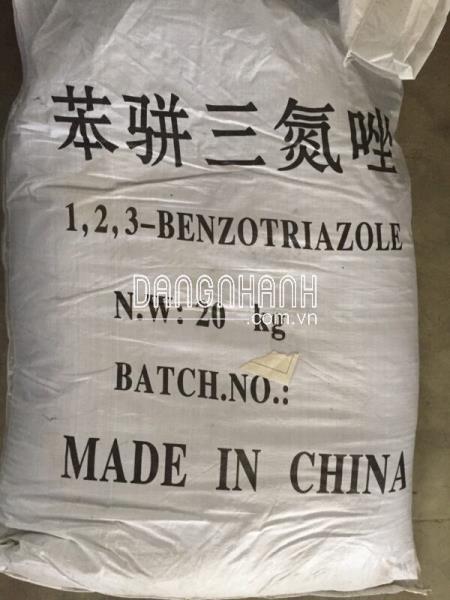 苯骈三氮唑
1,2,3-BENZOTRIAZOLE
DANGNHANH
.com.vn
N.W: 20 kg
BATCH.NO.:
MADE IN CHINA